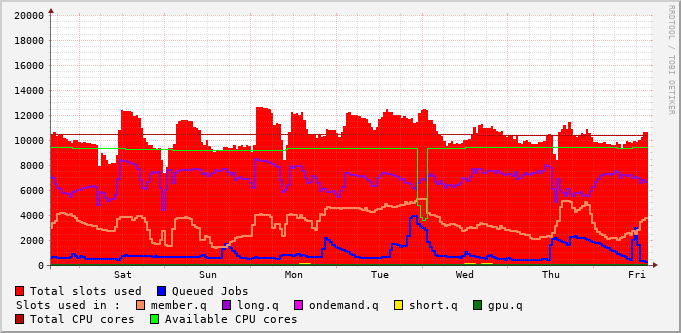 20000
18000
16000
14000
12000
10000
8000
6000
4000
2000
0
Sat Sun Mon Tue Wed Thu Fri
RRDTOOL / TOBI OETIKER
Total slots used Queued Jobs
Slots used in : member.q long.q ondemand.q short.q gpu.q
Total CPU cores Available CPU cores